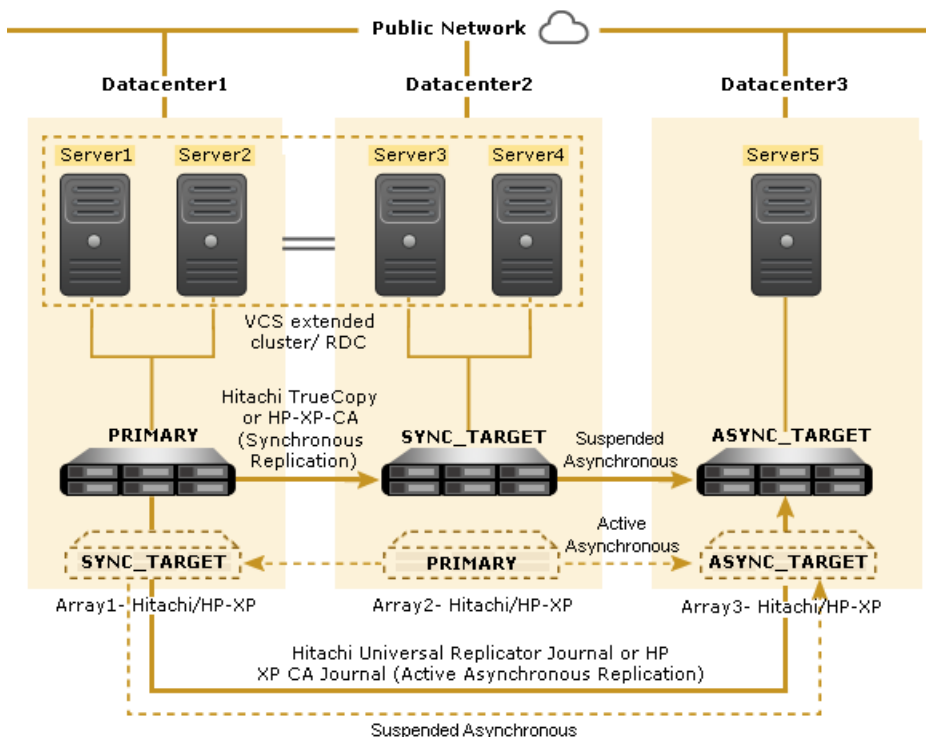 Public Network
Datacenter1
Datacenter2
Datacenter3
Server1
Server2
Server3
Server4
Server5
VCS extended
cluster/ RDC
Hitachi TrueCopy
or HP-XP-CA
(Synchronous
Replication)
PRIMARY
SYNC_TARGET
Suspended
Asynchronous
ASYNC_TARGET
Active
Asynchronous
SYNC_TARGET
PRIMARY
ASYNC_TARGET
Array1- Hitachi/HP-XP
Array2- Hitachi/HP-XP
Array3- Hitachi/HP-XP
Hitachi Universal Replicator Journal or HP
XP CA Journal (Active Asynchronous Replication)
Suspended Asynchronous